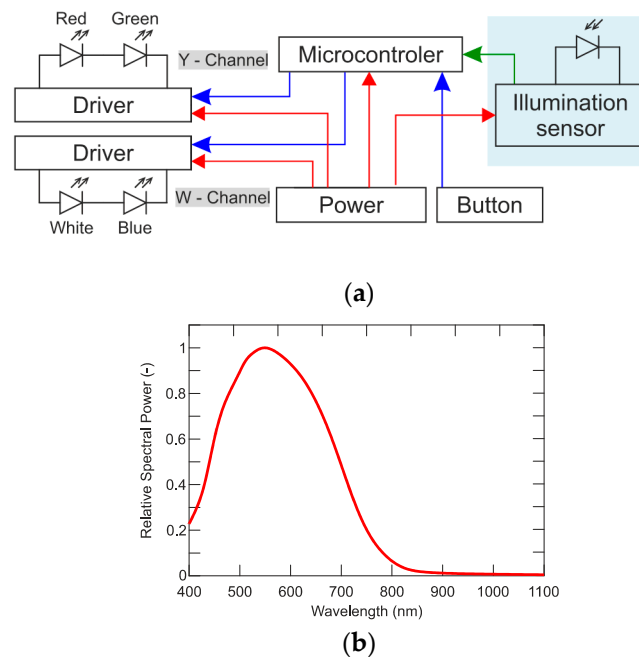 Red Green
Y - Channel
Microcontroler
Driver
Illumination
sensor
Driver
W - Channel
White Blue
Power
Button
(a)
Relative Spectral Power (-)
1
0.8
0.6
0.4
0.2
0
400 500 600 700 800 900 1000 1100
Wavelength (nm)
(b)